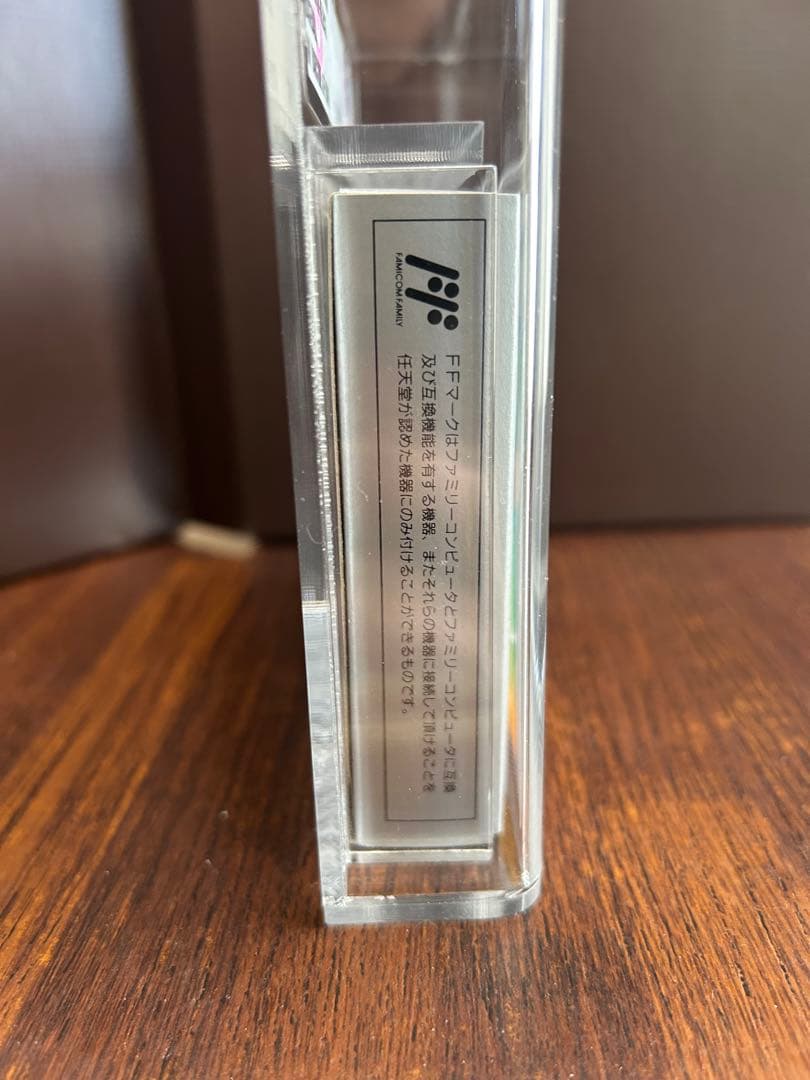 FAMICOM FAMILY
FFマークはファミリーコンピュータとファミリーコンピュータに互換
及び互換機能を有する機器、またそれらの機器に接続して頂けることを
任天堂が認めた機器にのみ付けることができるものです。